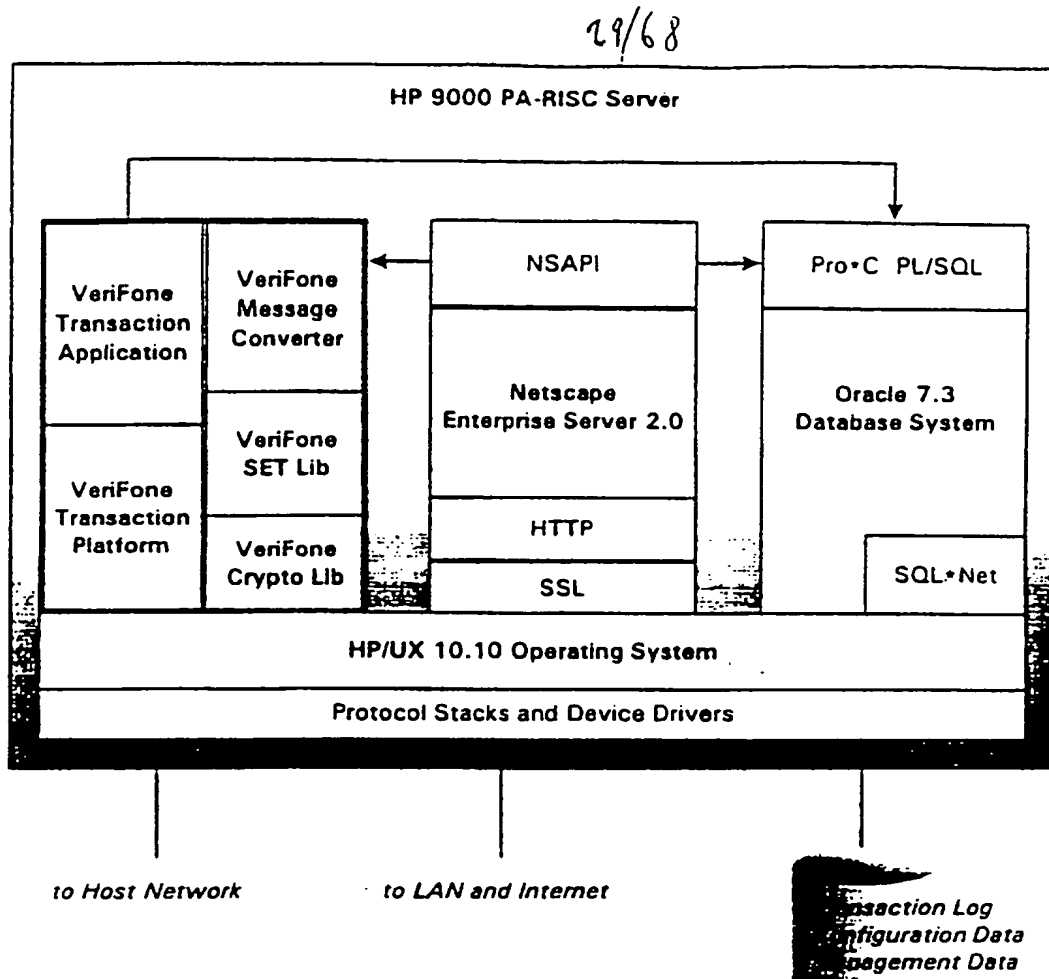 29/68
HP 9000 PA-RISC Server
VeriFone
Transaction
Application
VeriFone
Message
Converter
NSAPI
Pro*C PL/SQL
Netscape
Enterprise Server 2.0
Oracle 7.3
Database System
VeriFone
SET Lib
VeriFone
Transaction
Platform
HTTP
VeriFone
Crypto Lib
SSL
SQL*Net
HP/UX 10.10 Operating System
Protocol Stacks and Device Drivers
to Host Network
to LAN and Internet
Log
Data
Data